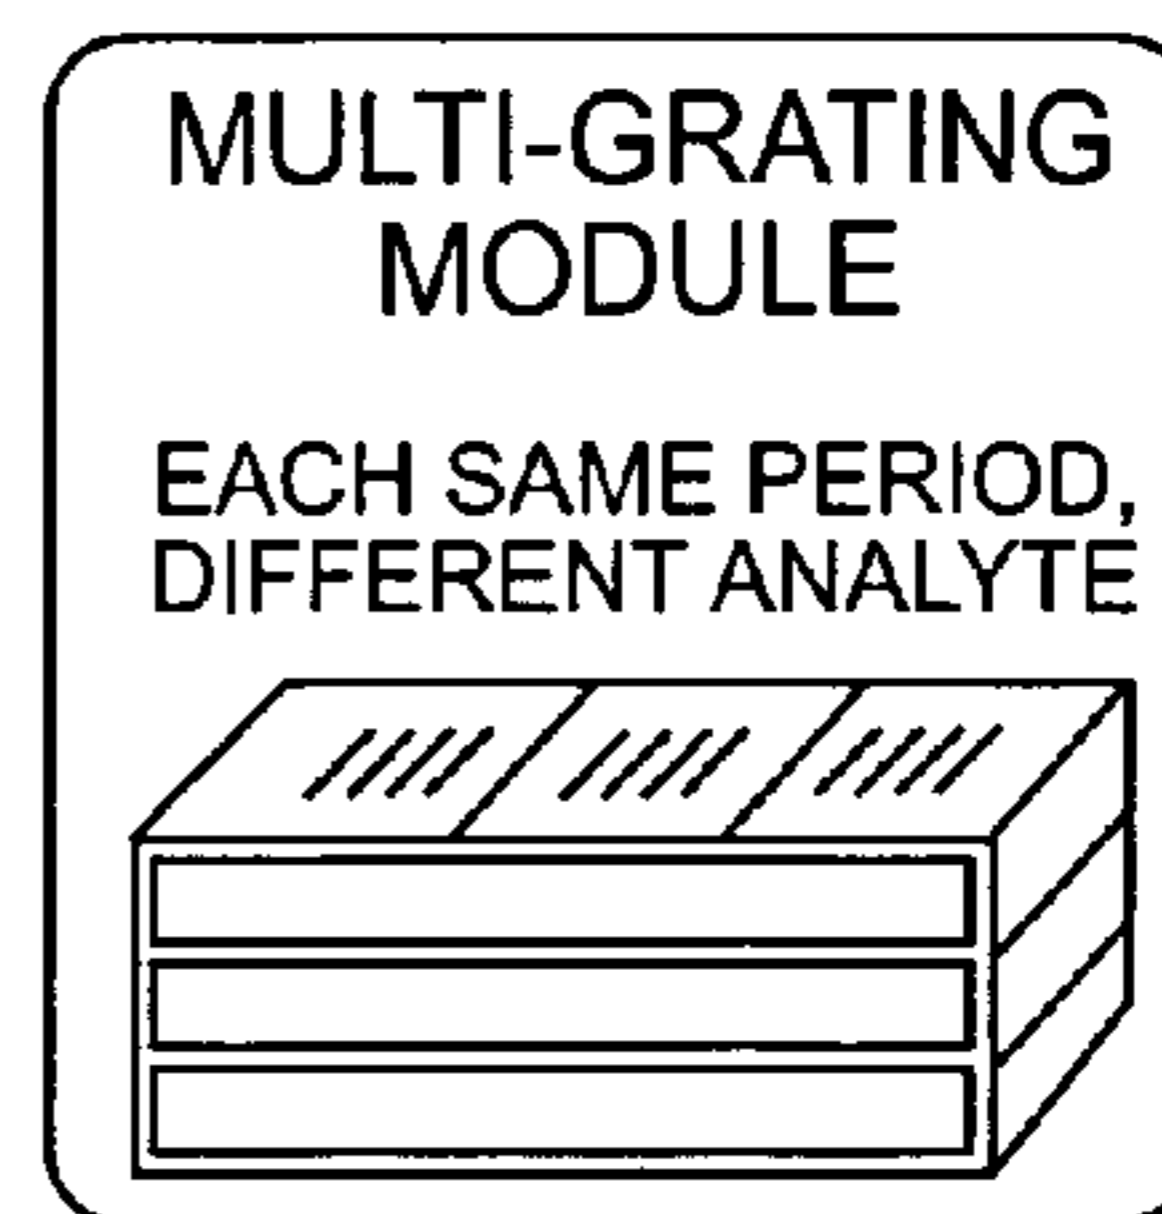 MULTI-GRATING
MODULE
EACH SAME PERIOD,
DIFFERENT ANALYTE